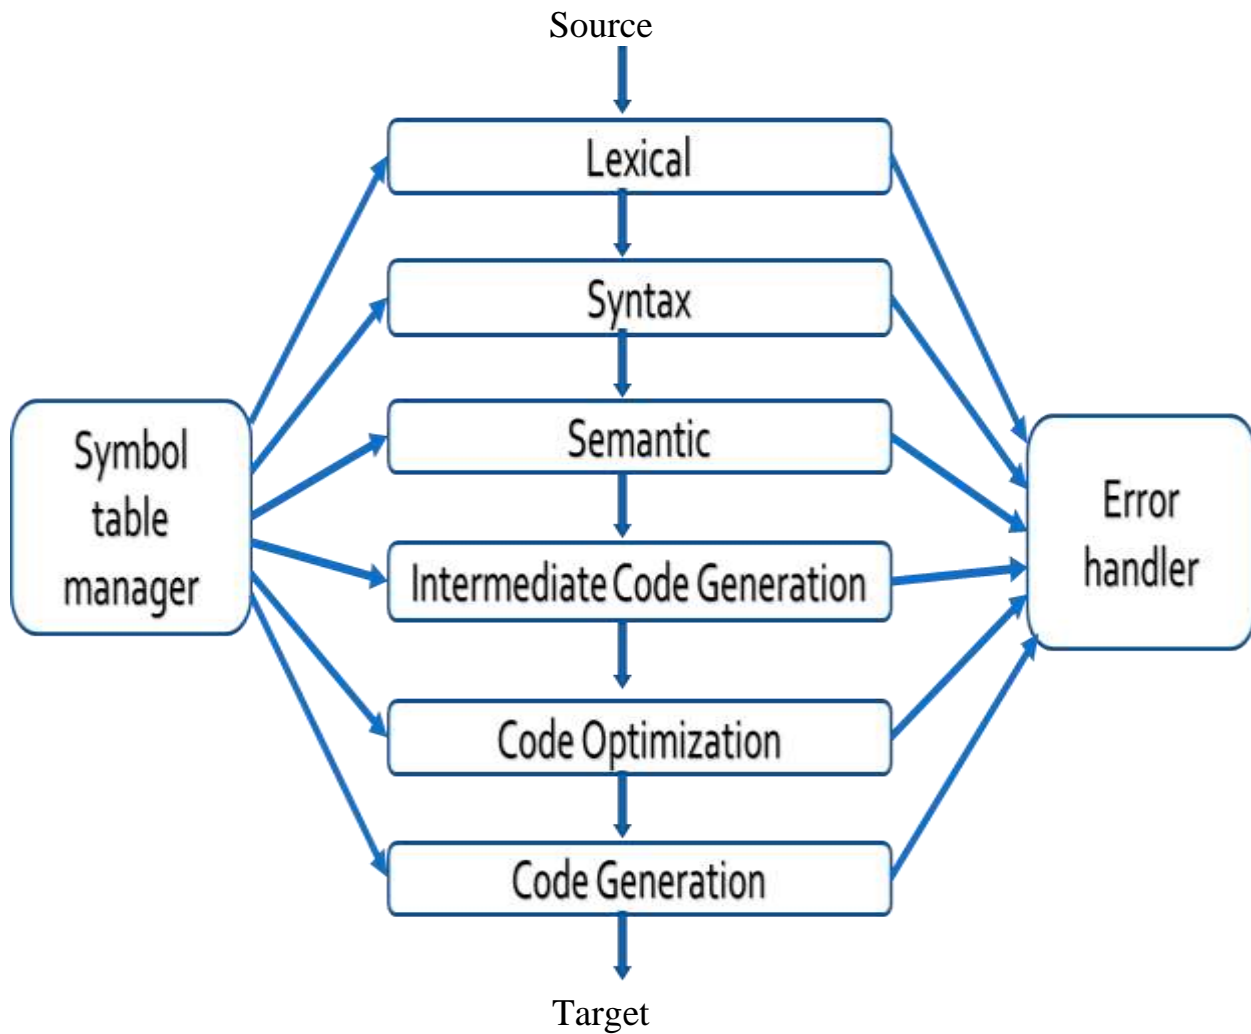 Source
Lexical
Syntax
Semantic
Intermediate Code Generation
Code Optimization
Code Generation
Target
Symbol
table
manager
Error
handler